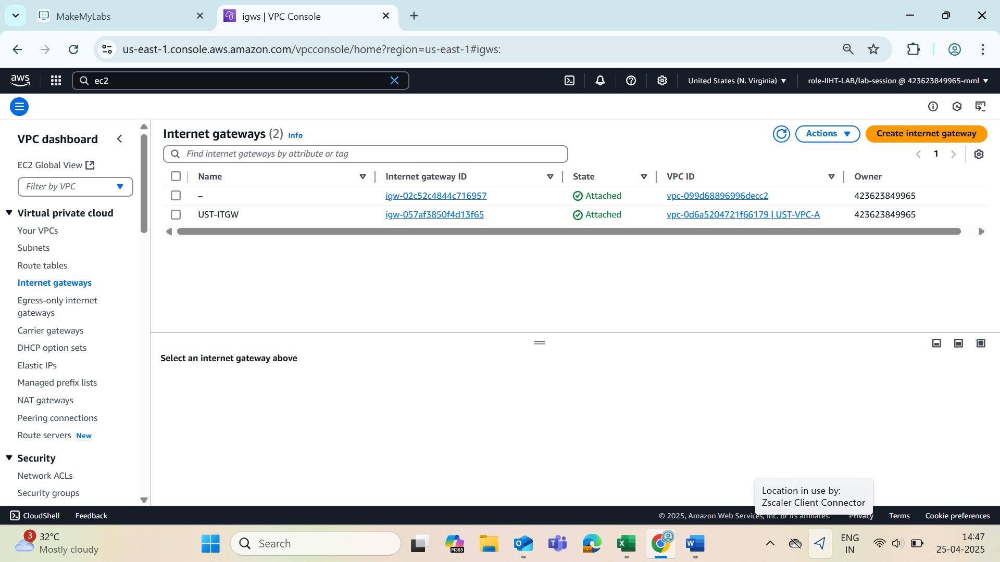 MakeMyLabs
igws | VPC Console
us-east-1.console.aws.amazon.com/vpcconsole/home?region=us-east-1#igws:
aws
ec2
United States (N. Virginia)
role-IIHT-LAB/lab-session @ 423623849965-mml
VPC dashboard
EC2 Global View
Filter by VPC
Virtual private cloud
Your VPCs
Subnets
Route tables
Internet gateways
Egress-only internet
gateways
Carrier gateways
DHCP option sets
Elastic IPs
Managed prefix lists
NAT gateways
Peering connections
Route servers New
Security
Network ACLs
Security groups
Internet gateways (2) Info
Actions
Create internet gateway
Find internet gateways by attribute or tag
1
Name Internet gateway ID State VPC ID Owner
– igw-02c52c4844c716957 Attached vpc-099d68896996decc2 423623849965
UST-ITGW igw-057af3850f4d13f65 Attached vpc-0d6a5204721f66179 | UST-VPC-A 423623849965
Select an internet gateway above
Location in use by:
Zscaler Client Connector
CloudShell Feedback
© 2025, Amazon Web Services, Inc. or its affiliates. Privacy Terms Cookie preferences
3
32°C
Mostly cloudy
Search
M365
ENG
IN
14:47
25-04-2025